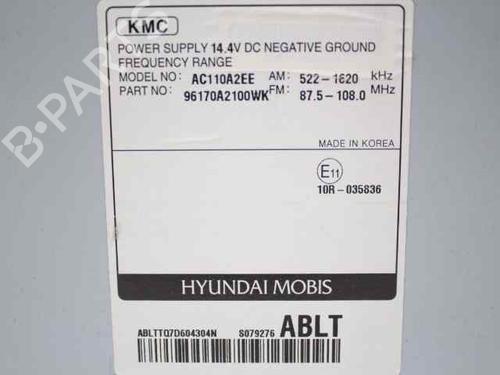 KMC
POWER SUPPLY 14.4V DC NEGATIVE GROUND
FREQUENCY RANGE
MODEL NO : AC110A2EE AM : 522-1620 kHz
PART NO : 96170A2100WK FM : 87.5-108.0 MHz
MADE IN KOREA
E11
10R-035836
HYUNDAI MOBIS
ABLTTQ7D604304N S079276 ABLT
B-PARTS